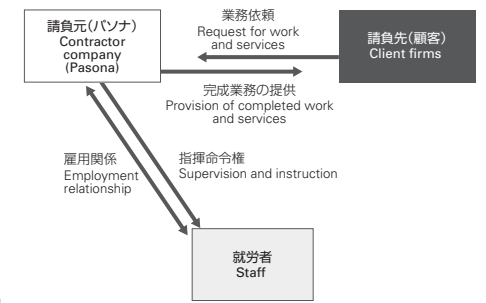 業務依頼
Request for work
and services
請負元（パソナ）
Contractor
company
(Pasona)
請負先（顧客）
Client firms
完成業務の提供
Provision of completed work
and services
雇用関係
Employment
relationship
指揮命令権
Supervision and instruction
就労者
Staff